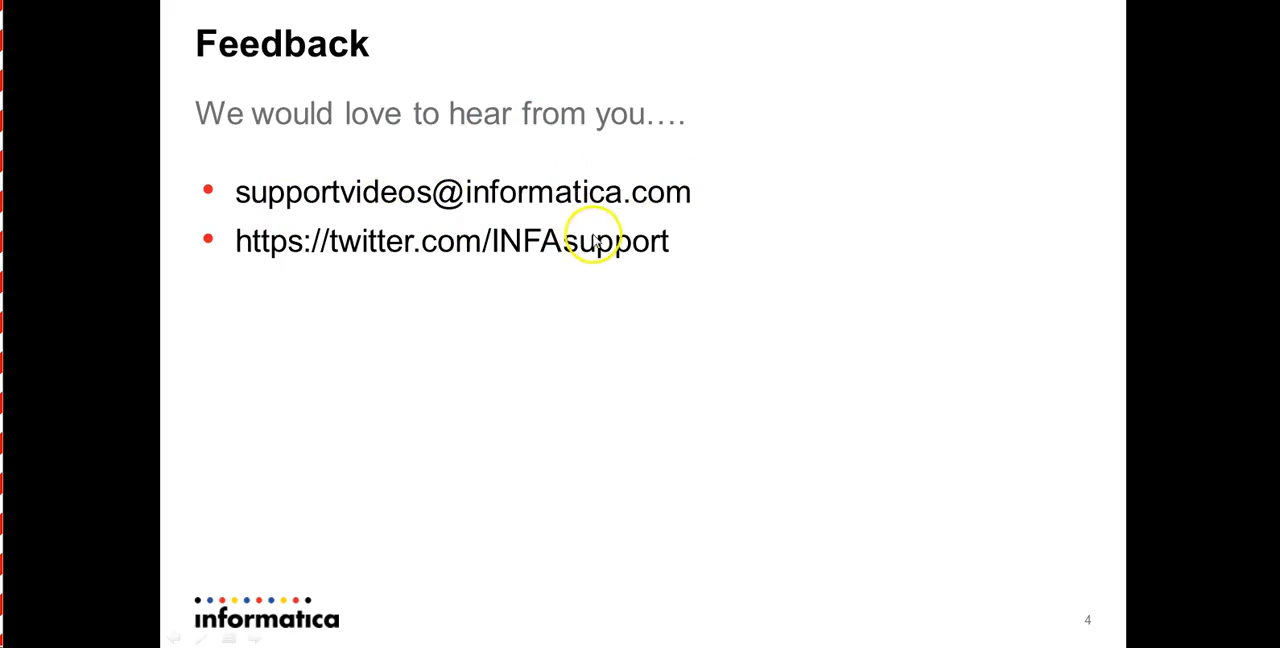 Feedback
We would love to hear from you….
supportvideos@informatica.com
https://twitter.com/INFAsupport
informatica
4